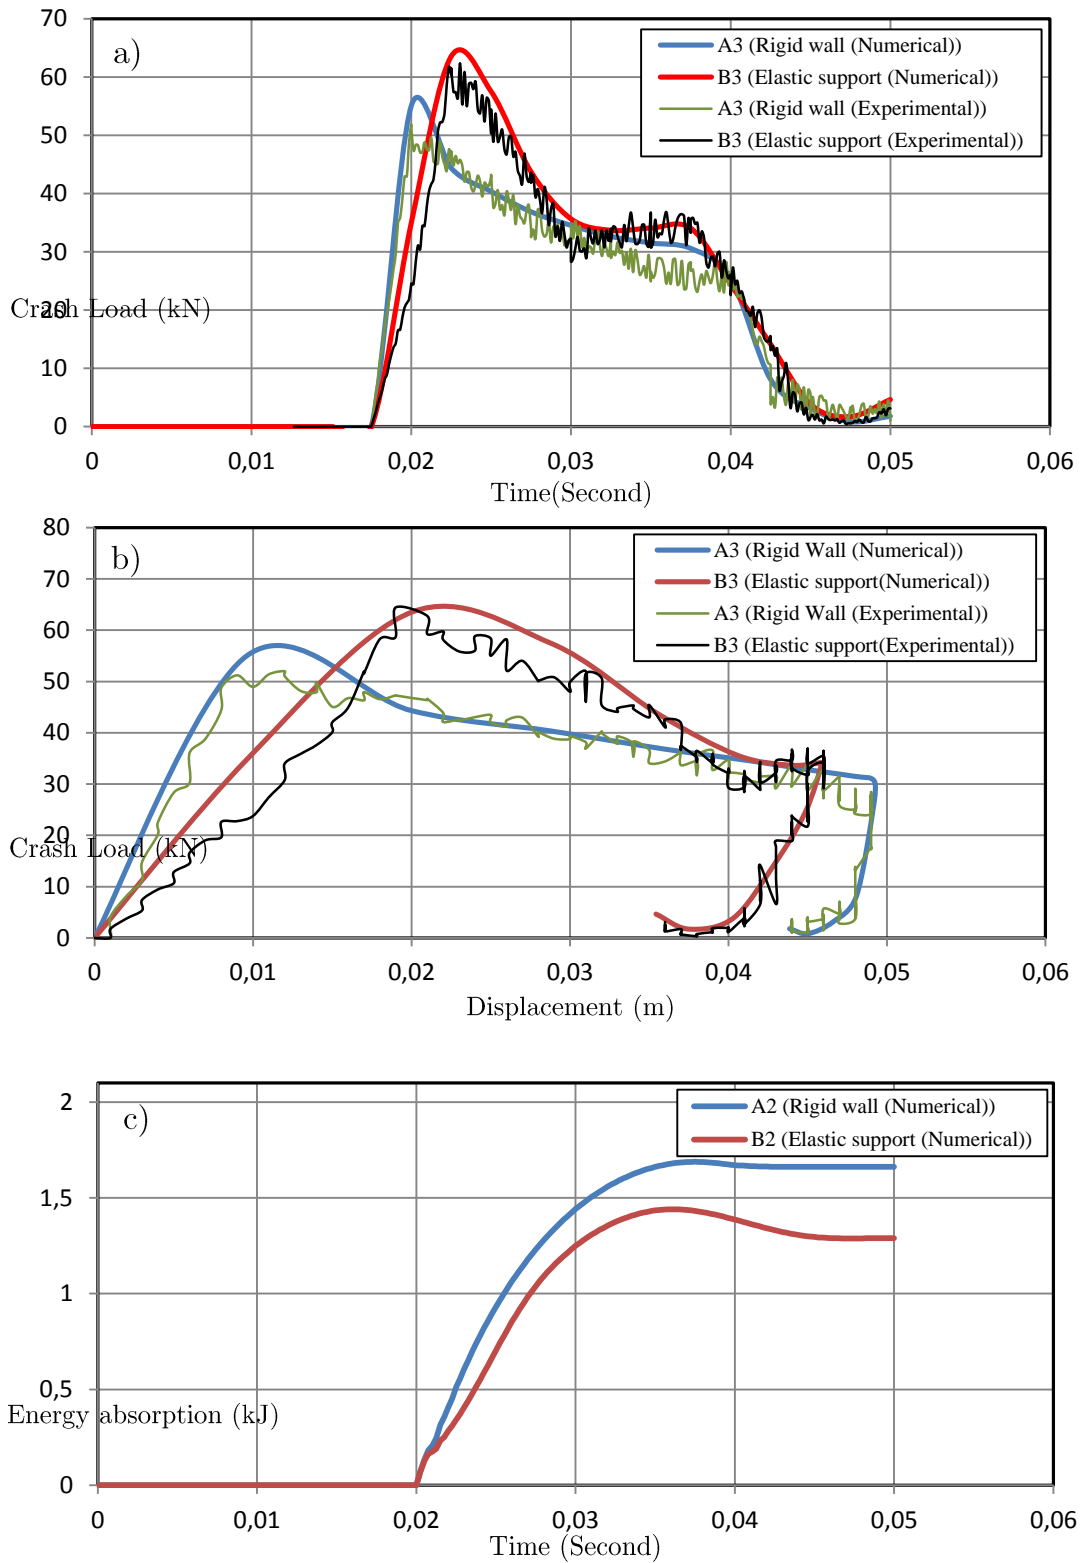 70
60
50
40
30
20
10
0
a)
A3 (Rigid wall (Numerical))
B3 (Elastic support (Numerical))
A3 (Rigid wall (Experimental))
B3 (Elastic support (Experimental))
Crash Load (kN)
0 0,01 0,02 0,03 0,04 0,05 0,06
Time(Second)
80
70
60
50
40
30
20
10
0
b)
A3 (Rigid Wall (Numerical))
B3 (Elastic support(Numerical))
A3 (Rigid Wall (Experimental))
B3 (Elastic support(Experimental))
Crash Load (kN)
0 0,01 0,02 0,03 0,04 0,05 0,06
Displacement (m)
2
1,5
1
0,5
0
c)
A2 (Rigid wall (Numerical))
B2 (Elastic support (Numerical))
Energy absorption (kJ)
0 0,01 0,02 0,03 0,04 0,05 0,06
Time (Second)